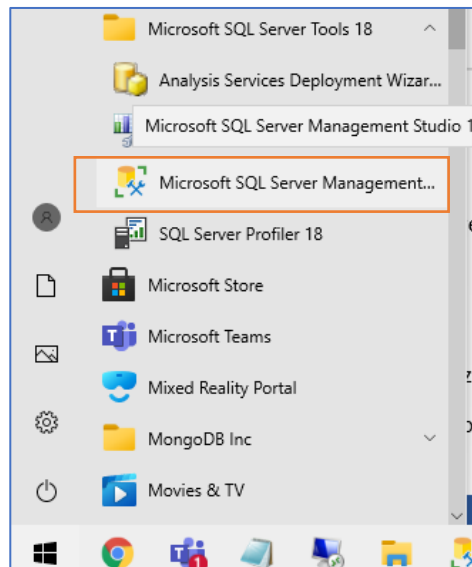 Microsoft SQL Server Tools 18
Analysis Services Deployment Wizar...
Microsoft SQL Server Management Studio 1
Microsoft SQL Server Management...
SQL Server Profiler 18
Microsoft Store
Microsoft Teams
Mixed Reality Portal
MongoDB Inc
Movies & TV
1